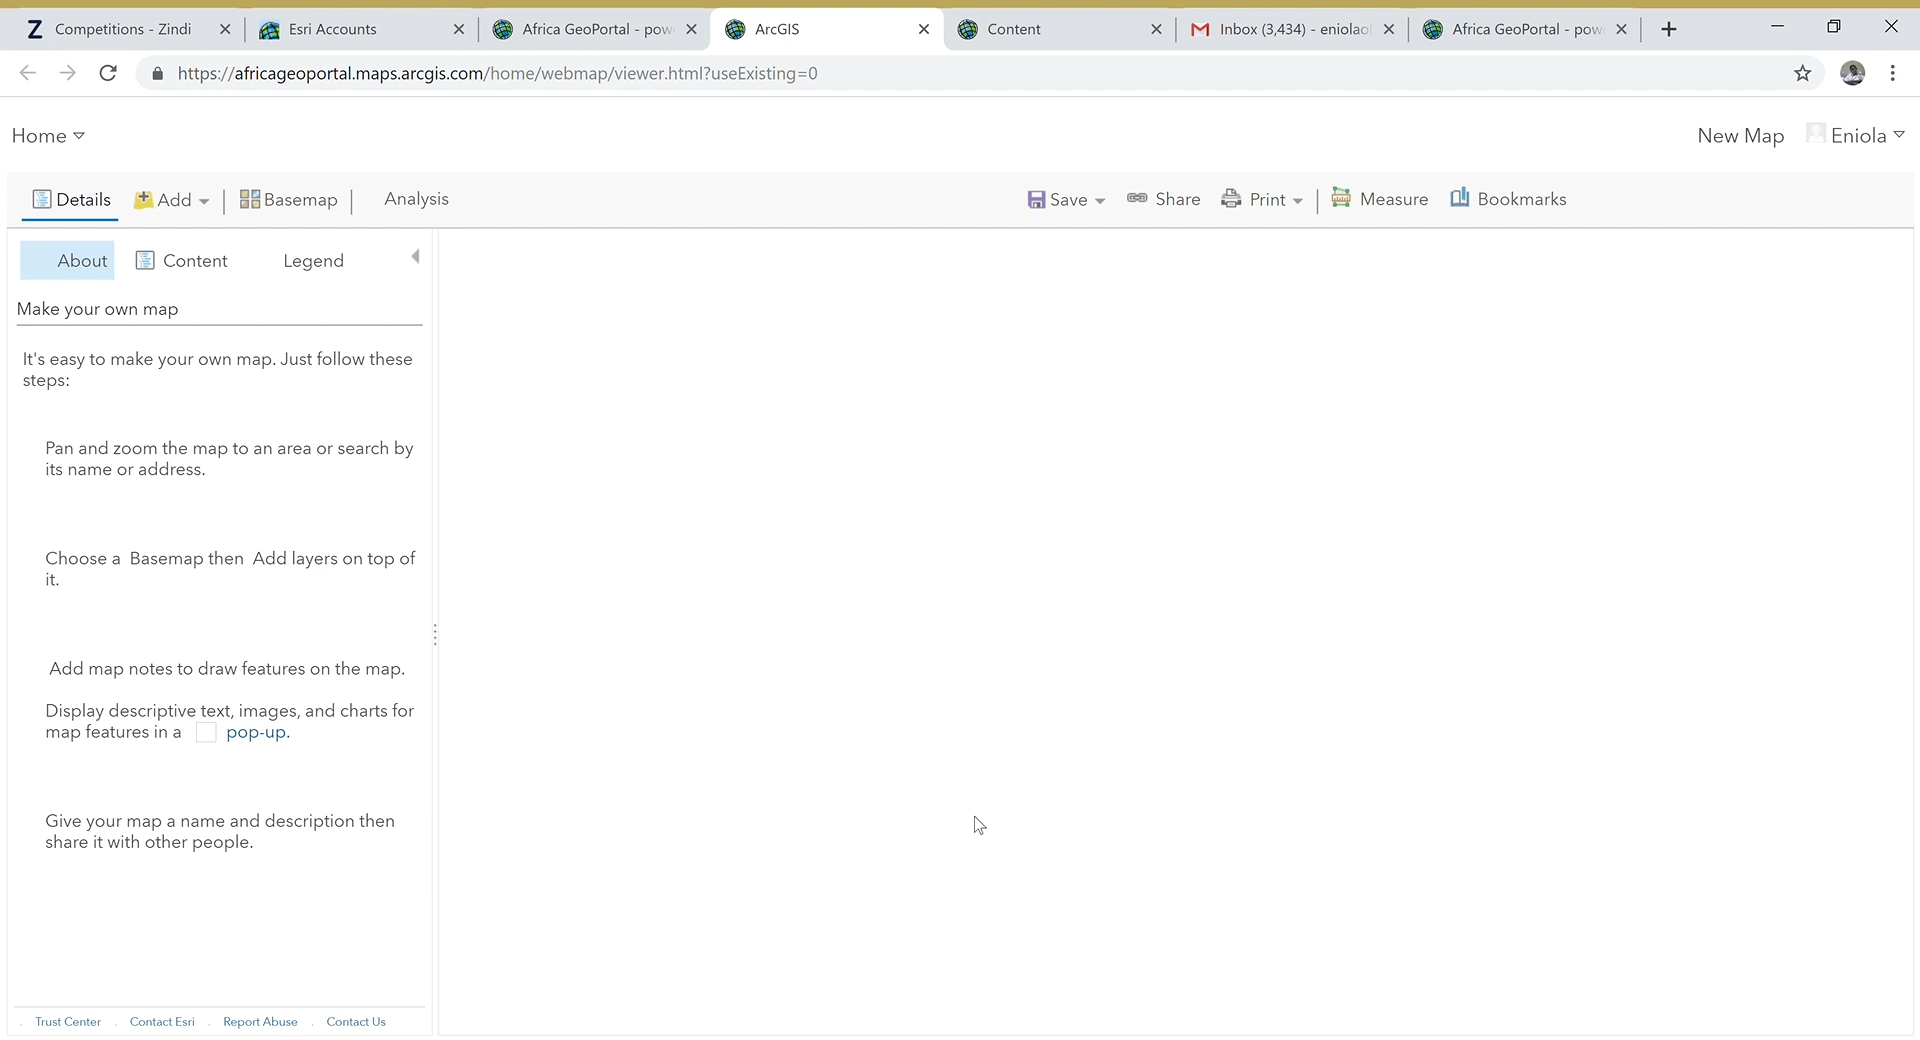 Competitions - Zindi
Esri Accounts
Africa GeoPortal - pow
ArcGIS
Content
Inbox (3,434) - eniolaol
Africa GeoPortal - pow
https://africageoportal.maps.arcgis.com/home/webmap/viewer.html?useExisting=0
Home
New Map
Eniola
Details
Add
Basemap
Analysis
Save
Share
Print
Measure
Bookmarks
About
Content
Legend
Make your own map
It's easy to make your own map. Just follow these
steps:
Pan and zoom the map to an area or search by
its name or address.
Choose a Basemap then Add layers on top of
it.
Add map notes to draw features on the map.
Display descriptive text, images, and charts for
map features in a pop-up.
Give your map a name and description then
share it with other people.
Trust Center . Contact Esri . Report Abuse . Contact Us